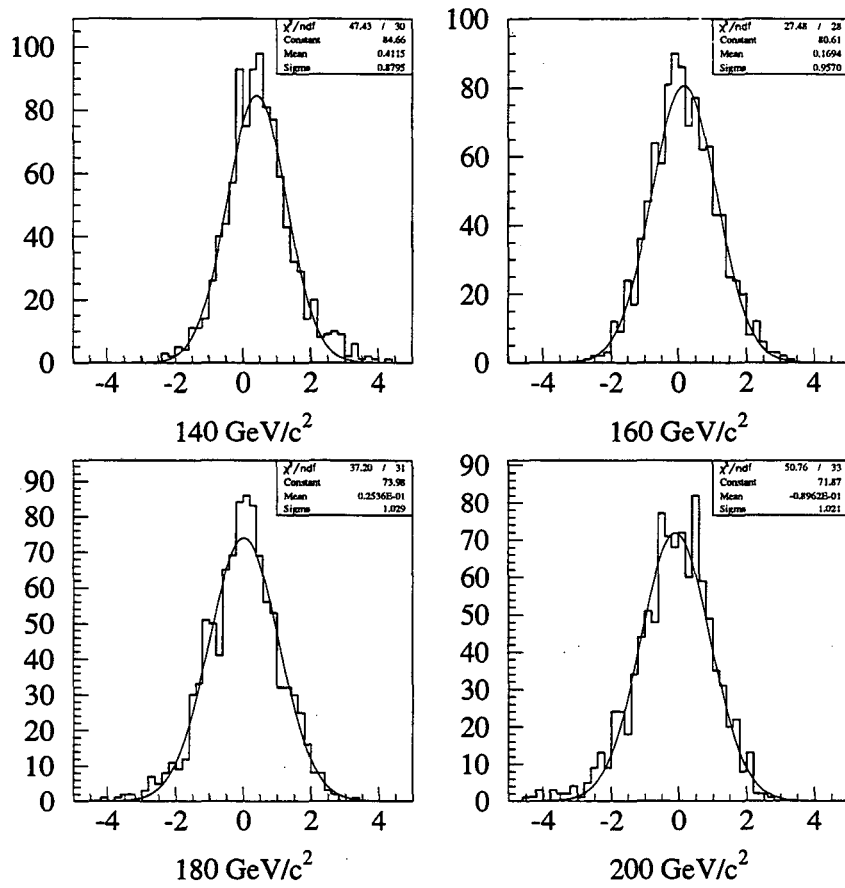 χ²/ndf 47.43 / 30
Constant 84.66
Mean 0.4115
Sigma 0.8795
100
80
60
40
20
0
-4 -2 0 2 4
140 GeV/c²
χ²/ndf 27.48 / 28
Constant 80.61
Mean 0.1694
Sigma 0.9570
100
80
60
40
20
0
-4 -2 0 2 4
160 GeV/c²
χ²/ndf 37.20 / 31
Constant 73.98
Mean 0.2536E-01
Sigma 1.029
90
80
70
60
50
40
30
20
10
0
-4 -2 0 2 4
180 GeV/c²
χ²/ndf 50.76 / 33
Constant 71.87
Mean -0.8962E-01
Sigma 1.021
90
80
70
60
50
40
30
20
10
0
-4 -2 0 2 4
200 GeV/c²